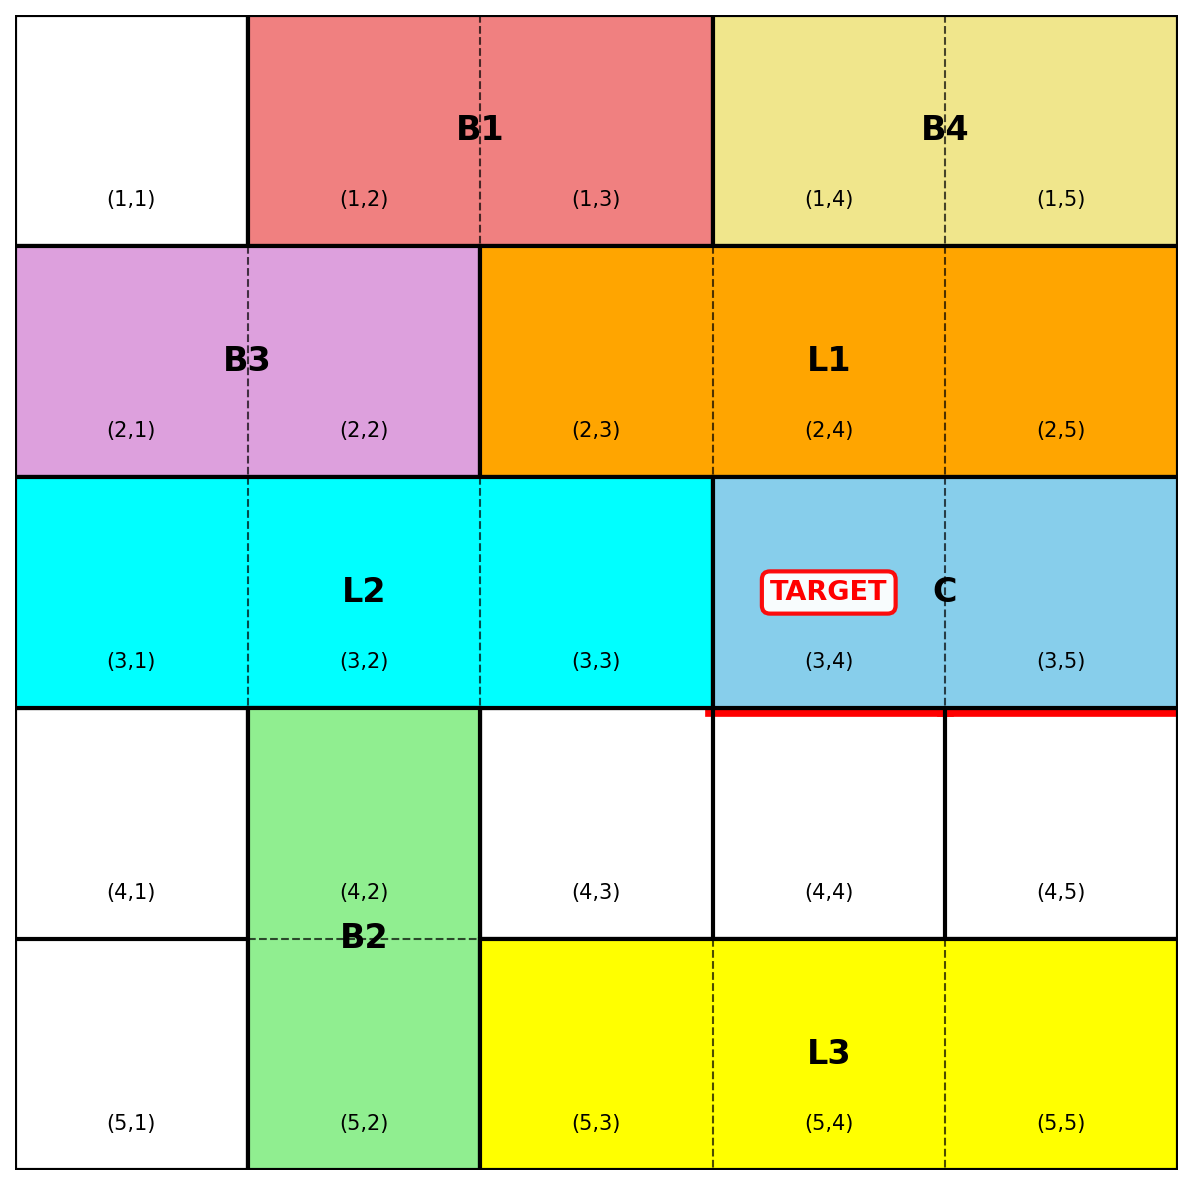 B1 B4
(1,1) (1,2) (1,3) (1,4) (1,5)
B3 L1
(2,1) (2,2) (2,3) (2,4) (2,5)
L2 TARGET C
(3,1) (3,2) (3,3) (3,4) (3,5)
(4,1) (4,2) (4,3) (4,4) (4,5)
B2
L3
(5,1) (5,2) (5,3) (5,4) (5,5)